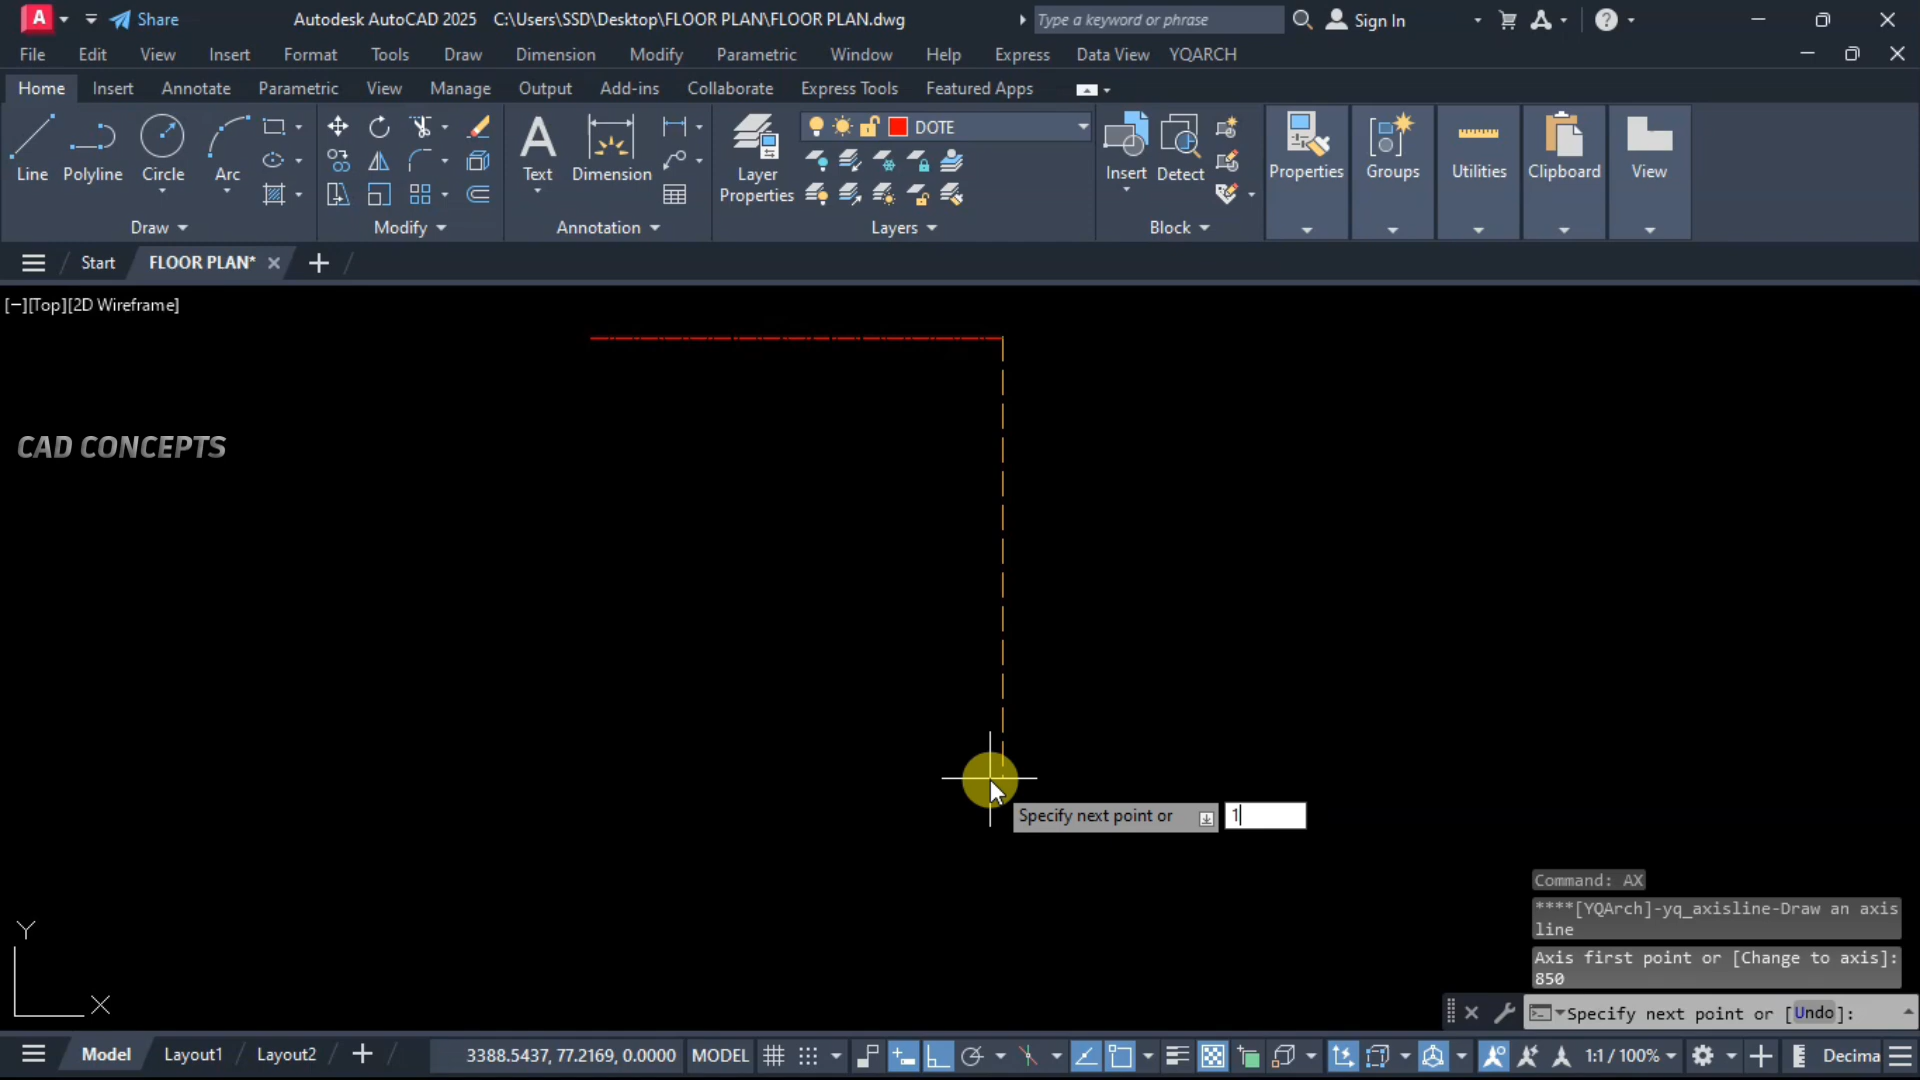 A Share Autodesk AutoCAD 2025 C:\Users\SSD\Desktop\FLOOR PLAN\FLOOR PLAN.dwg Type a keyword or phrase Sign In
File Edit View Insert Format Tools Draw Dimension Modify Parametric Window Help Express Data View YQARCH
Home Insert Annotate Parametric View Manage Output Add-ins Collaborate Express Tools Featured Apps
DOTE
Line Polyline Circle Arc Text Dimension Layer Properties Insert Detect Properties Groups Utilities Clipboard View
Draw Modify Annotation Layers Block
Start FLOOR PLAN*
[−][Top][2D Wireframe]
CAD CONCEPTS
Specify next point or 1
Command: AX
****[YQArch]-yq_axisline-Draw an axis
line
Axis first point or [Change to axis]:
850
Y
X
Specify next point or [Undo]:
Model Layout1 Layout2 3388.5437, 77.2169, 0.0000 MODEL 1:1 / 100% Decima